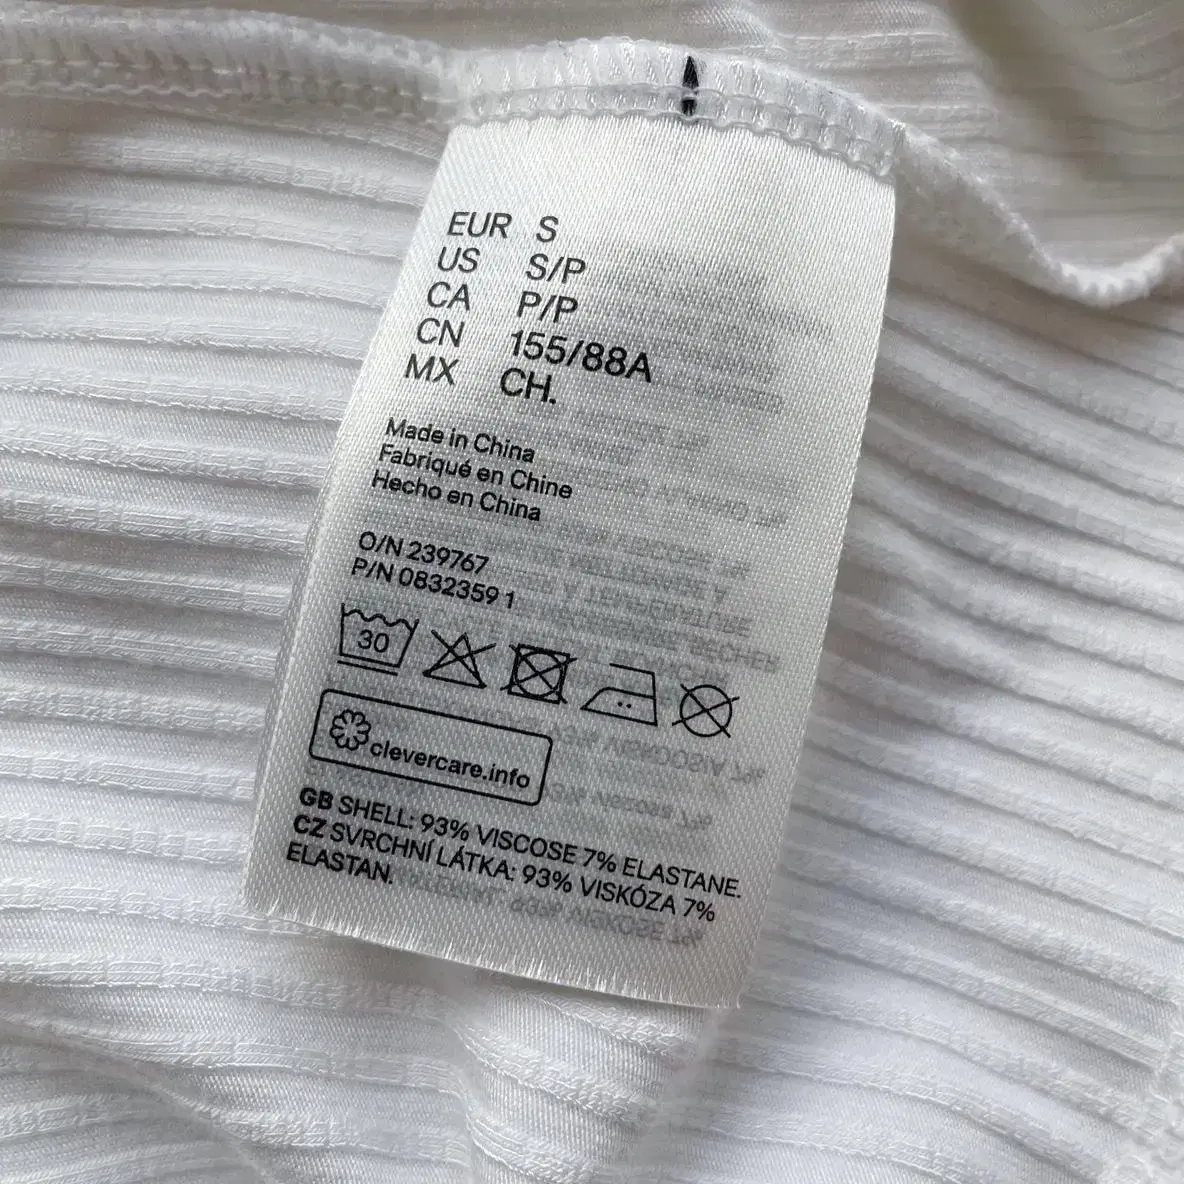 EUR S
US S/P
CA P/P
CN 155/88A
MX CH.
Made in China
Fabriqué en Chine
Hecho en China
O/N 239767
P/N 0832359 1
30
clevercare.info
GB SHELL: 93% VISCOSE 7% ELASTANE.
CZ SVRCHNÍ LÁTKA: 93% VISKÓZA 7%
ELASTAN.